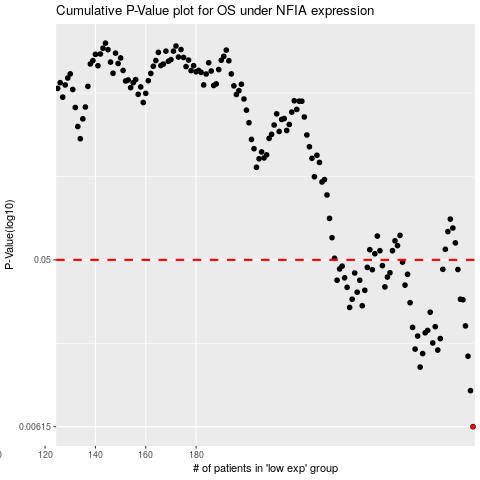 Cumulative P-Value plot for OS under NFIA expression
P-Value(log10)
0.05
0.00615
0 120 140 160 180
# of patients in 'low exp' group